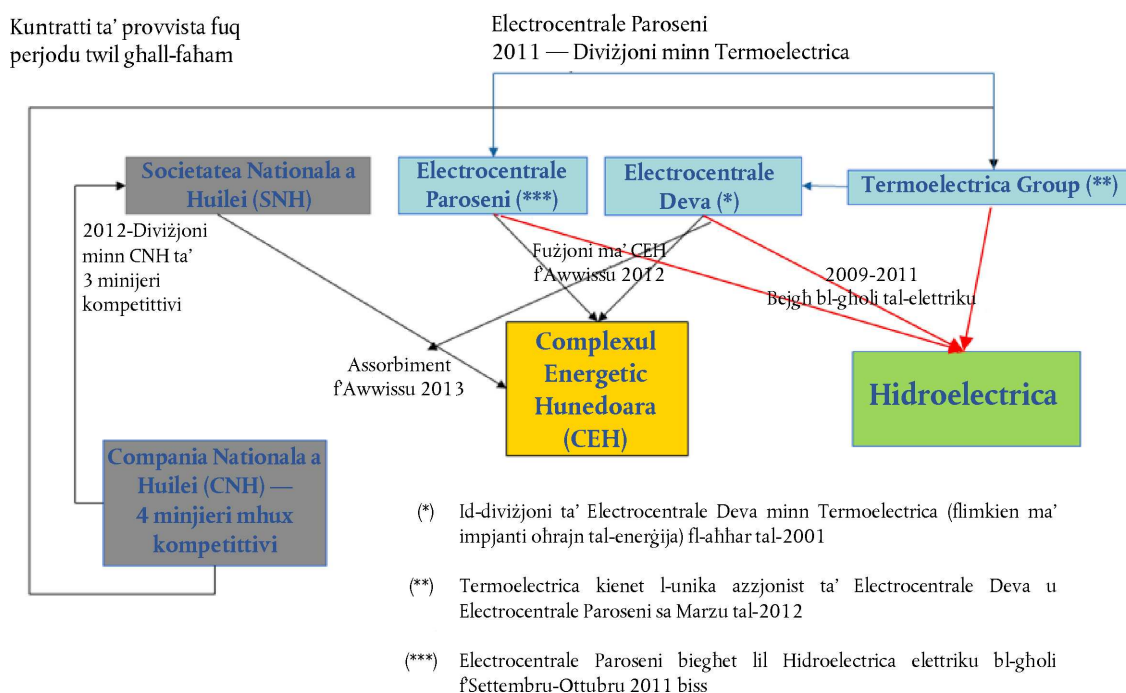 Kuntratti ta’ provvista fuq
perjodu twil għall-faħam
Electrocentrale Paroseni
2011 — Diviżjoni minn Termoelectrica
Societatea Nationala a
Huilei (SNH)
Electrocentrale
Paroseni (***)
Electrocentrale
Deva (*)
Termoelectrica Group (**)
2012-Diviżjoni
minn CNH ta’
3 minijeri
kompetittivi
Fużjoni ma’ CEH
f’Awwissu 2012
2009-2011
Bejgħ bl-għoli tal-elettriku
Assorbiment
f’Awwissu 2013
Complexul
Energetic
Hunedoara
(CEH)
Hidroelectrica
Compania Nationala a
Huilei (CNH) —
4 minjieri mhux
kompetittivi
(*) Id-diviżjoni ta’ Electrocentrale Deva minn Termoelectrica (flimkien ma’
impjanti oħrajn tal-enerġija) fl-aħħar tal-2001
(**) Termoelectrica kienet l-unika azzjonist ta’ Electrocentrale Deva u
Electrocentrale Paroseni sa Marzu tal-2012
(***) Electrocentrale Paroseni biegħet lil Hidroelectrica elettriku bl-għoli
f’Settembru-Ottubru 2011 biss